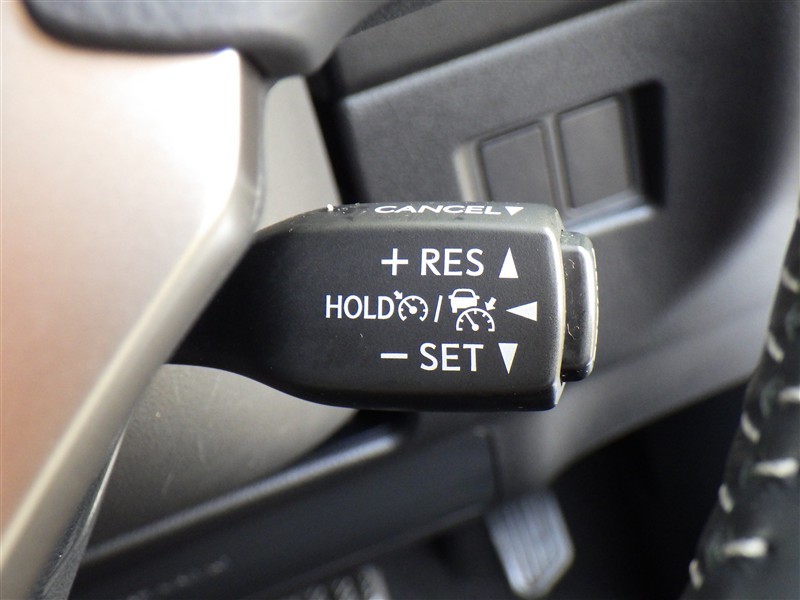 CANCEL▼
+ RES ▲
HOLD / ◀
− SET ▼